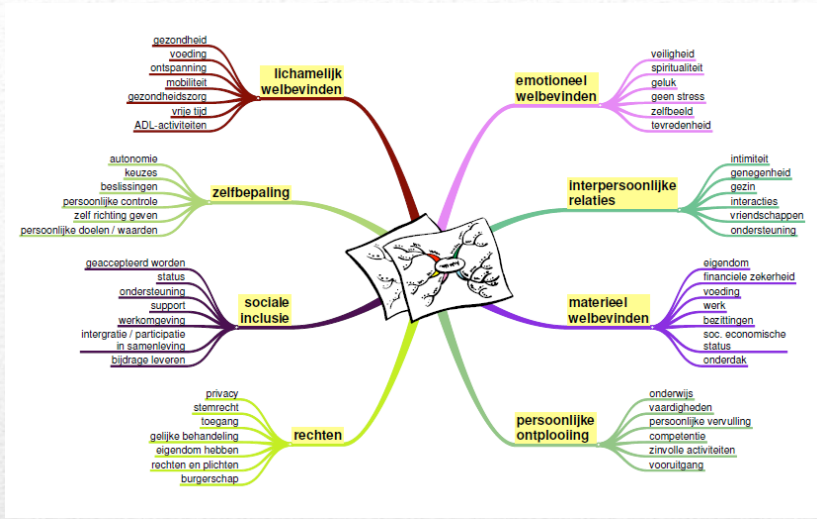 gezondheid
voeding
ontspanning
mobiliteit
gezondheidszorg
vrije tijd
ADL-activiteiten
lichamelijk
welbevinden
autonomie
keuzes
beslissingen
persoonlijke controle
zelf richting geven
persoonlijke doelen / waarden
zelfbepaling
geaccepteerd worden
status
ondersteuning
support
werkomgeving
intergratie / participatie
in samenleving
bijdrage leveren
sociale
inclusie
privacy
stemrecht
toegang
gelijke behandeling
eigendom hebben
rechten en plichten
burgerschap
rechten
emotioneel
welbevinden
veiligheid
spiritualiteit
geluk
geen stress
zelfbeeld
tevredenheid
interpersoonlijke
relaties
intimiteit
genegenheid
gezin
interacties
vriendschappen
ondersteuning
materieel
welbevinden
eigendom
financiele zekerheid
voeding
werk
bezittingen
soc. economische
status
onderdak
persoonlijke
ontplooiing
onderwijs
vaardigheden
persoonlijke vervulling
competentie
zinvolle activiteiten
vooruitgang